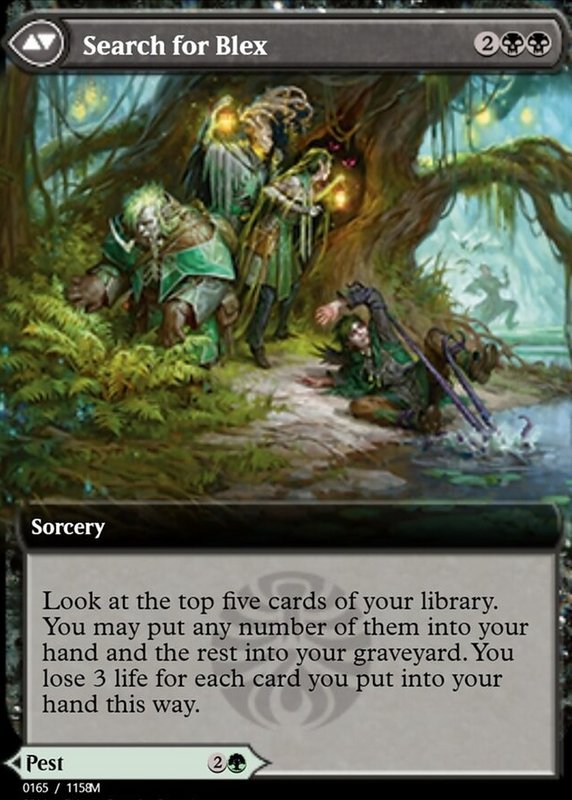 Search for Blex 2
Sorcery
Look at the top five cards of your library.
You may put any number of them into your
hand and the rest into your graveyard. You
lose 3 life for each card you put into your
hand this way.
Pest 2
0165 / 1158M